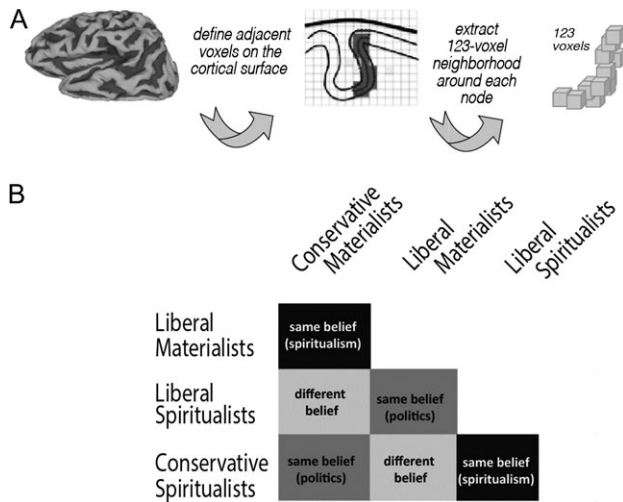 A
define adjacent
voxels on the
cortical surface
extract
123-voxel
neighborhood
around each
node
123
voxels
B
Conservative
Materialists
Liberal
Materialists
Liberal
Spiritualists
Liberal
Materialists
same belief
(spiritualism)
Liberal
Spiritualists
different
belief
same belief
(politics)
Conservative
Spiritualists
same belief
(politics)
different
belief
same belief
(spiritualism)